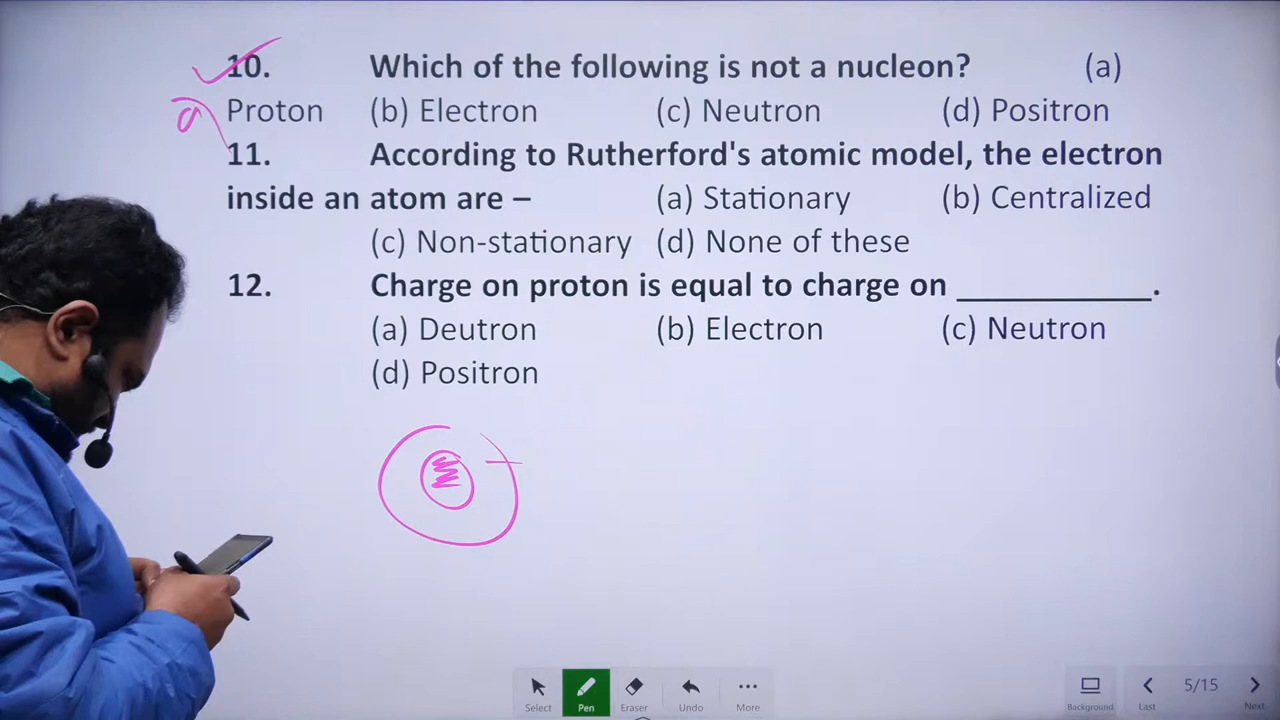 10. Which of the following is not a nucleon? (a)
Proton (b) Electron (c) Neutron (d) Positron
11. According to Rutherford's atomic model, the electron
inside an atom are – (a) Stationary (b) Centralized
(c) Non-stationary (d) None of these
12. Charge on proton is equal to charge on ___________.
(a) Deutron (b) Electron (c) Neutron
(d) Positron
Select Pen Eraser Undo More
Background Last 5/15 Next